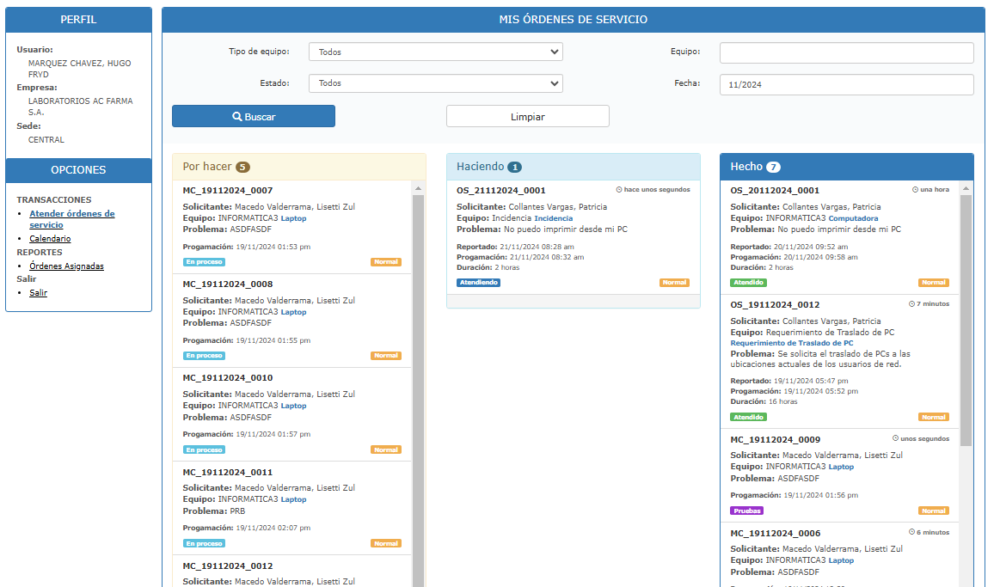 PERFIL
Usuario:
MARQUEZ CHAVEZ, HUGO
FRYD
Empresa:
LABORATORIOS AC FARMA
S.A.
Sede:
CENTRAL
OPCIONES
TRANSACCIONES
Atender órdenes de
servicio
Calendario
REPORTES
Órdenes Asignadas
Salir
Salir
MIS ÓRDENES DE SERVICIO
Tipo de equipo: Todos
Equipo:
Estado: Todos
Fecha: 11/2024
Buscar
Limpiar
Por hacer 5
MC_19112024_0007
Solicitante: Macedo Valderrama, Lisetti Zul
Equipo: INFORMATICA3 Laptop
Problema: ASDFASDF
Progamación: 19/11/2024 01:53 pm
En proceso Normal
MC_19112024_0008
Solicitante: Macedo Valderrama, Lisetti Zul
Equipo: INFORMATICA3 Laptop
Problema: ASDFASDF
Progamación: 19/11/2024 01:55 pm
En proceso Normal
MC_19112024_0010
Solicitante: Macedo Valderrama, Lisetti Zul
Equipo: INFORMATICA3 Laptop
Problema: ASDFASDF
Progamación: 19/11/2024 01:57 pm
En proceso Normal
MC_19112024_0011
Solicitante: Macedo Valderrama, Lisetti Zul
Equipo: INFORMATICA3 Laptop
Problema: PRB
Progamación: 19/11/2024 02:07 pm
En proceso Normal
MC_19112024_0012
Solicitante: Macedo Valderrama, Lisetti Zul
Haciendo 1
OS_21112024_0001 hace unos segundos
Solicitante: Collantes Vargas, Patricia
Equipo: Incidencia Incidencia
Problema: No puedo imprimir desde mi PC
Reportado: 21/11/2024 08:28 am
Progamación: 21/11/2024 08:32 am
Duración: 2 horas
Atendiendo Normal
Hecho 7
OS_20112024_0001 una hora
Solicitante: Collantes Vargas, Patricia
Equipo: INFORMATICA3 Computadora
Problema: No puedo imprimir desde mi PC
Reportado: 20/11/2024 09:52 am
Progamación: 20/11/2024 09:58 am
Duración: 2 horas
Atendido Normal
OS_19112024_0012 7 minutos
Solicitante: Collantes Vargas, Patricia
Equipo: Requerimiento de Traslado de PC
Requerimiento de Traslado de PC
Problema: Se solicita el traslado de PCs a las
ubicaciones actuales de los usuarios de red.
Reportado: 19/11/2024 05:47 pm
Progamación: 19/11/2024 05:52 pm
Duración: 16 horas
Atendido Normal
MC_19112024_0009 unos segundos
Solicitante: Macedo Valderrama, Lisetti Zul
Equipo: INFORMATICA3 Laptop
Problema: ASDFASDF
Progamación: 19/11/2024 01:56 pm
Pruebas Normal
MC_19112024_0006 6 minutos
Solicitante: Macedo Valderrama, Lisetti Zul
Equipo: INFORMATICA3 Laptop
Problema: ASDFASDF